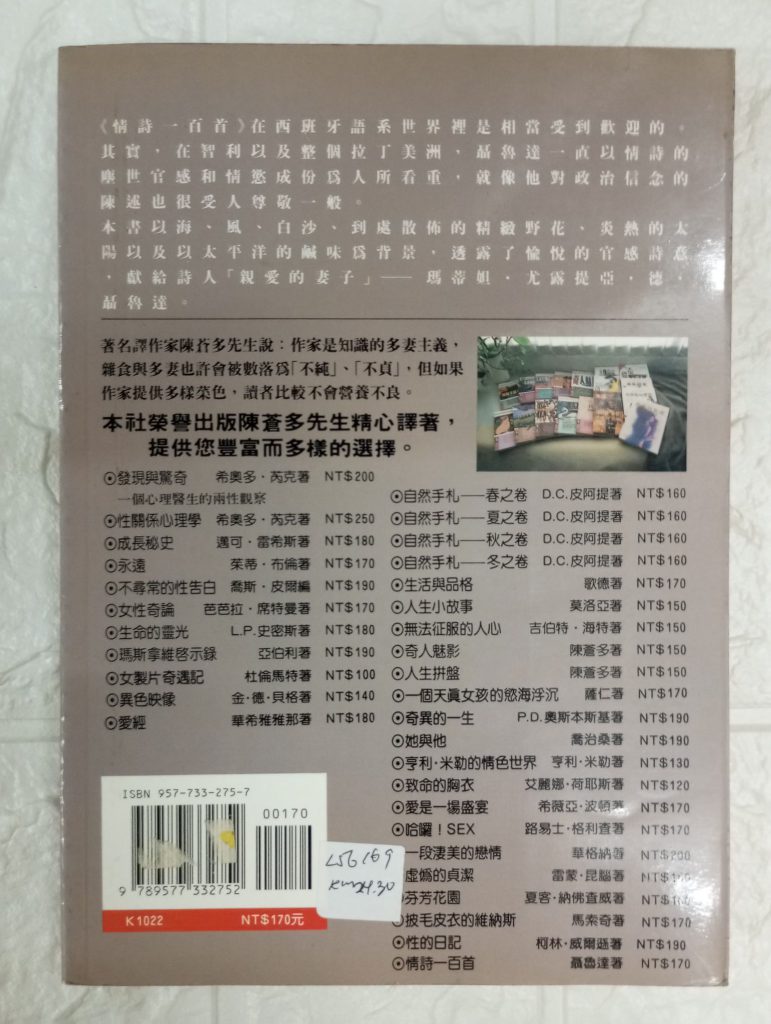 《情詩一百首》在西班牙語系世界裡是相當受到歡迎的。
其實，在智利以及整個拉丁美洲，聶魯達一直以情詩的
塵世官感和情慾成份爲人所看重，就像他對政治信念的
陳述也很受人尊敬一般。
本書以海、風、白沙、到處散佈的精緻野花、炎熱的太
陽以及以太平洋的鹹味爲背景，透露了愉悅的官感詩意
，獻給詩人「親愛的妻子」——瑪蒂妲．尤露提亞．德．
聶魯達。
著名譯作家陳蒼多先生說：作家是知識的多妻主義，
雜食與多妻也許會被數落爲「不純」、「不貞」，但如果
作家提供多樣菜色，讀者比較不會營養不良。
本社榮譽出版陳蒼多先生精心譯著，
提供您豐富而多樣的選擇。
⊙發現與驚奇 希奧多·芮克著 NT$200
一個心理醫生的兩性觀察
⊙性關係心理學 希奧多·芮克著 NT$250
⊙成長秘史 邁可·雷希斯著 NT$180
⊙永遠 茱蒂·布倫著 NT$170
⊙不尋常的性告白 喬斯·皮爾編 NT$190
⊙女性奇論 芭芭拉·席特曼著 NT$170
⊙生命的靈光 L.P.史密斯著 NT$180
⊙瑪斯拿維啓示錄 亞伯利著 NT$190
⊙女製片奇遇記 杜倫馬特著 NT$100
⊙異色映像 金·德·貝格著 NT$140
⊙愛經 華希雅雅那著 NT$180
⊙自然手札——春之卷 D.C.皮阿提著 NT$160
⊙自然手札——夏之卷 D.C.皮阿提著 NT$160
⊙自然手札——秋之卷 D.C.皮阿提著 NT$160
⊙自然手札——冬之卷 D.C.皮阿提著 NT$160
⊙生活與品格 歌德著 NT$170
⊙人生小故事 莫洛亞著 NT$150
⊙無法征服的人心 吉伯特·海特著 NT$150
⊙奇人魅影 陳蒼多著 NT$150
⊙人生拼盤 陳蒼多著 NT$150
⊙一個天眞女孩的慾海浮沉 薩仁著 NT$170
⊙奇異的一生 P.D.奧斯本斯基著 NT$190
⊙她與他 喬治桑著 NT$190
⊙亨利·米勒的情色世界 亨利·米勒著 NT$130
⊙致命的胸衣 艾麗娜·荷耶斯著 NT$120
⊙愛是一場盛宴 希薇亞·波頓著 NT$170
⊙哈囉！SEX 路易士·格利查著 NT$170
一段淒美的戀情 華格納著 NT$200
虛僞的貞潔 雷蒙·昆腦著
芬芳花園 夏客·納佛查威著
披毛皮衣的維納斯 馬索奇著 NT$170
⊙性的日記 柯林·威爾遜著 NT$190
⊙情詩一百首 聶魯達著 NT$170
ISBN 957-733-275-7
00170
9 789577 332752
K1022 NT$170元